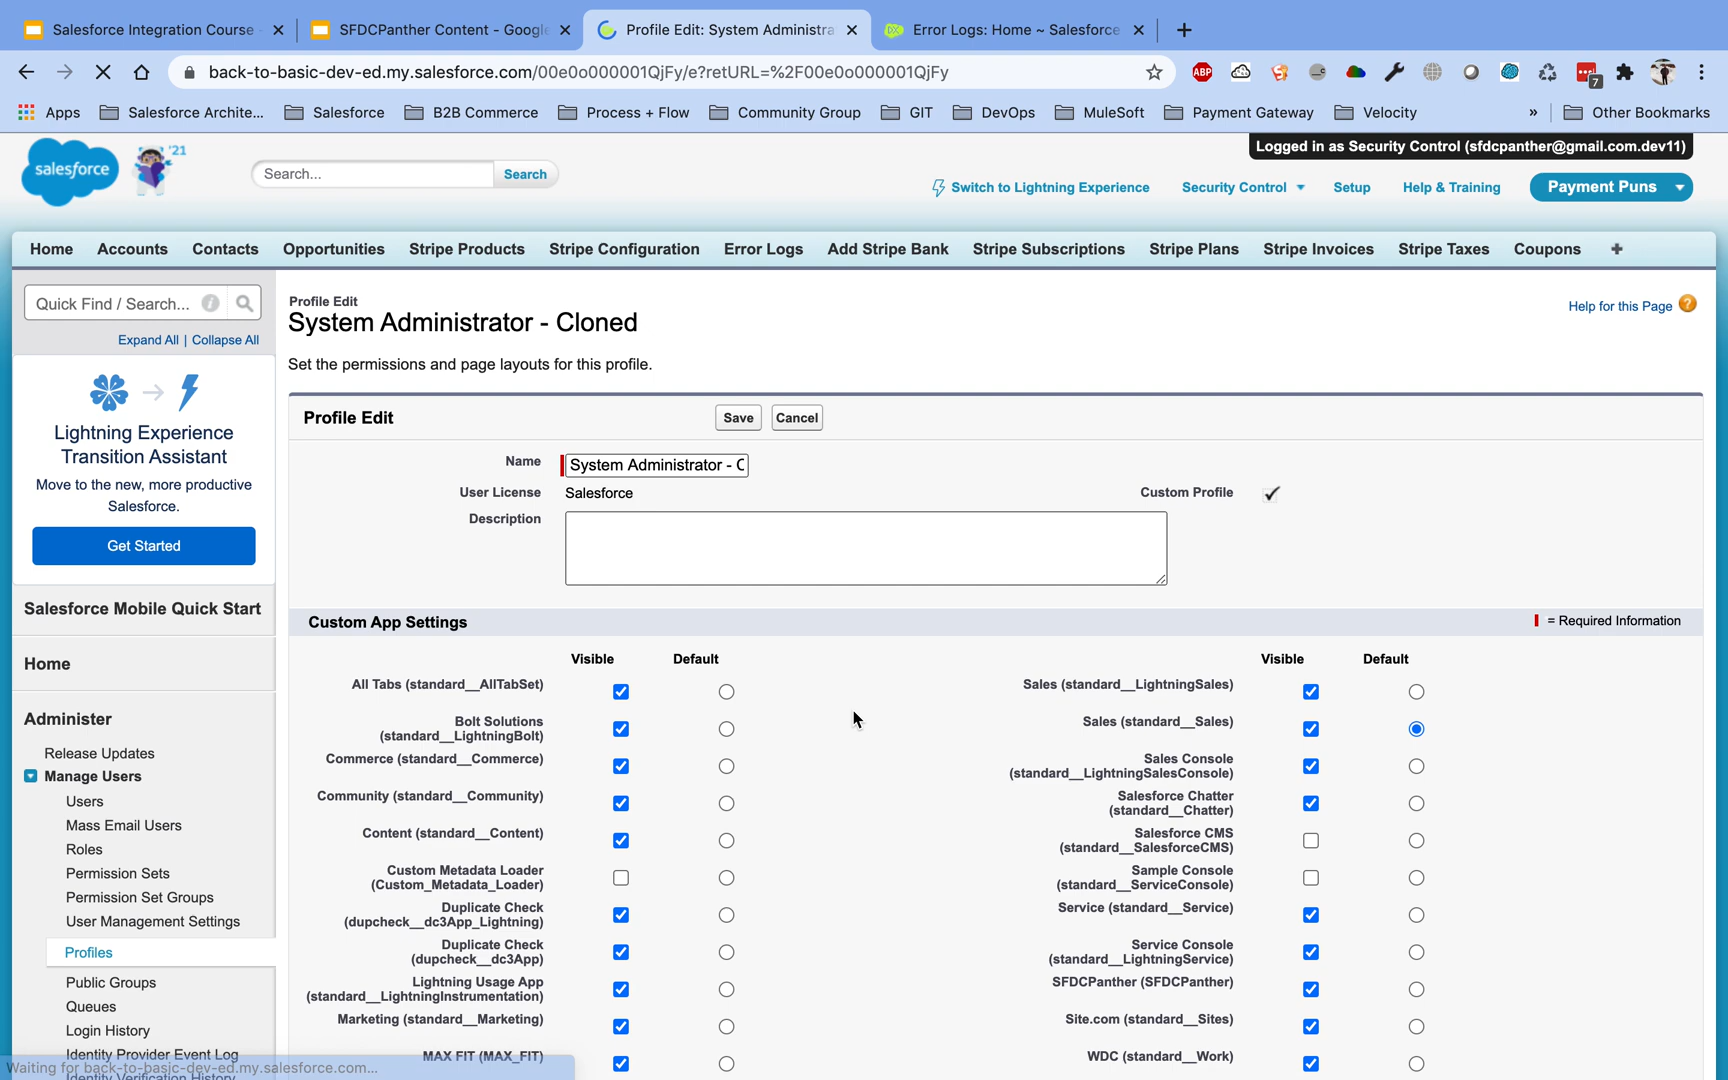 Salesforce Integration Course
SFDCPanther Content - Google
Profile Edit: System Administra
Error Logs: Home ~ Salesforce
back-to-basic-dev-ed.my.salesforce.com/00e0o000001QjFy/e?retURL=%2F00e0o000001QjFy
ABP
7
Apps
Salesforce Archite...
Salesforce
B2B Commerce
Process + Flow
Community Group
GIT
DevOps
MuleSoft
Payment Gateway
Velocity
»
Other Bookmarks
salesforce
'21
Search...
Search
Logged in as Security Control (sfdcpanther@gmail.com.dev11)
Switch to Lightning Experience
Security Control
Setup
Help & Training
Payment Puns
Home
Accounts
Contacts
Opportunities
Stripe Products
Stripe Configuration
Error Logs
Add Stripe Bank
Stripe Subscriptions
Stripe Plans
Stripe Invoices
Stripe Taxes
Coupons
+
Quick Find / Search...
Expand All | Collapse All
Lightning Experience
Transition Assistant
Move to the new, more productive
Salesforce.
Get Started
Salesforce Mobile Quick Start
Home
Administer
Release Updates
Manage Users
Users
Mass Email Users
Roles
Permission Sets
Permission Set Groups
User Management Settings
Profiles
Public Groups
Queues
Login History
Identity Provider Event Log
Identity Verification History
Waiting for back-to-basic-dev-ed.my.salesforce.com...
Profile Edit
System Administrator - Cloned
Help for this Page
Set the permissions and page layouts for this profile.
Profile Edit
Save
Cancel
Name
System Administrator - C
User License
Salesforce
Custom Profile
Description
Custom App Settings
= Required Information
Visible
Default
Visible
Default
All Tabs (standard__AllTabSet)
Sales (standard__LightningSales)
Bolt Solutions
(standard__LightningBolt)
Sales (standard__Sales)
Commerce (standard__Commerce)
Sales Console
(standard__LightningSalesConsole)
Community (standard__Community)
Salesforce Chatter
(standard__Chatter)
Content (standard__Content)
Salesforce CMS
(standard__SalesforceCMS)
Custom Metadata Loader
(Custom_Metadata_Loader)
Sample Console
(standard__ServiceConsole)
Duplicate Check
(dupcheck__dc3App_Lightning)
Service (standard__Service)
Duplicate Check
(dupcheck__dc3App)
Service Console
(standard__LightningService)
Lightning Usage App
(standard__LightningInstrumentation)
SFDCPanther (SFDCPanther)
Marketing (standard__Marketing)
Site.com (standard__Sites)
MAX FIT (MAX_FIT)
WDC (standard__Work)